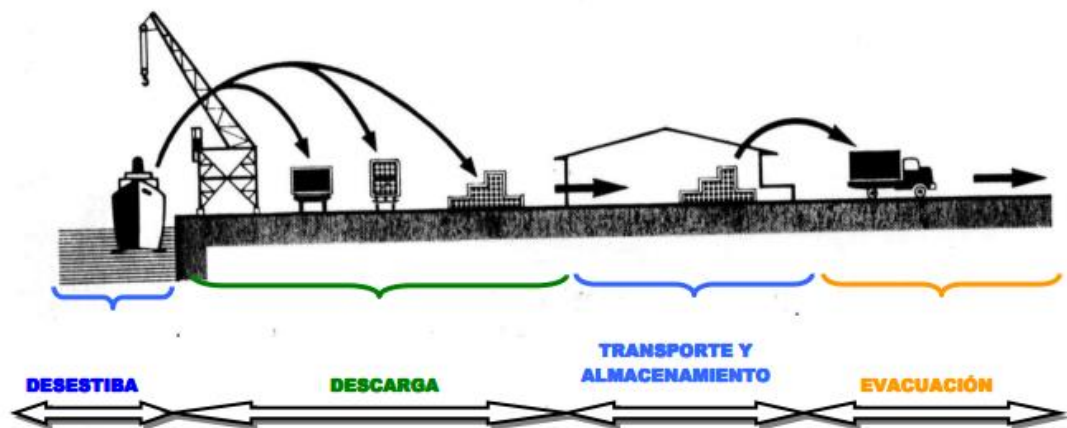 DESESTIBA
DESCARGA
TRANSPORTE Y
ALMACENAMIENTO
EVACUACIÓN